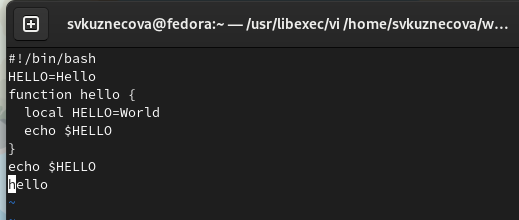 svkuznecova@fedora:~ — /usr/libexec/vi /home/svkuznecova/w…
#!/bin/bash
HELLO=Hello
function hello {
  local HELLO=World
  echo $HELLO
}
echo $HELLO
hello
~